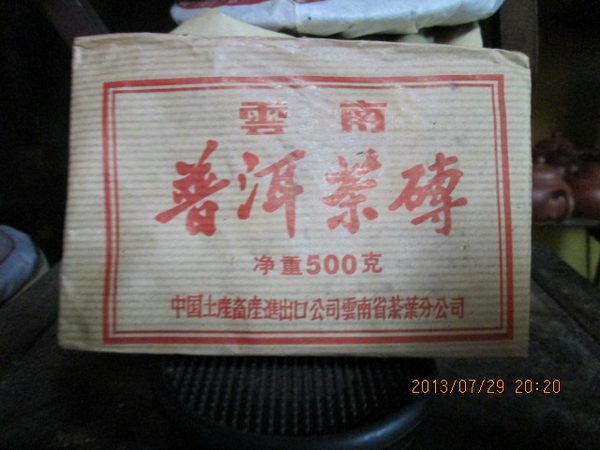 雲南
普洱茶磚
净重500克
中国土産畜産進出口公司雲南省茶葉分公司
2013/07/29 20:20